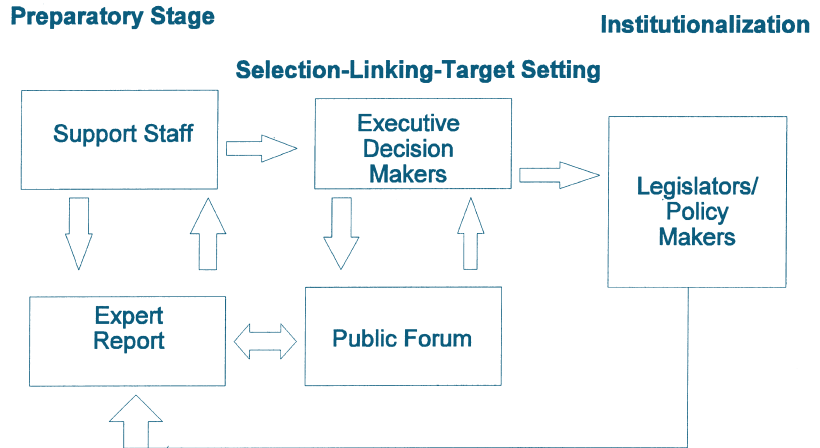 Preparatory Stage
Institutionalization
Selection-Linking-Target Setting
Support Staff
Executive
Decision
Makers
Legislators/
Policy
Makers
Expert
Report
Public Forum